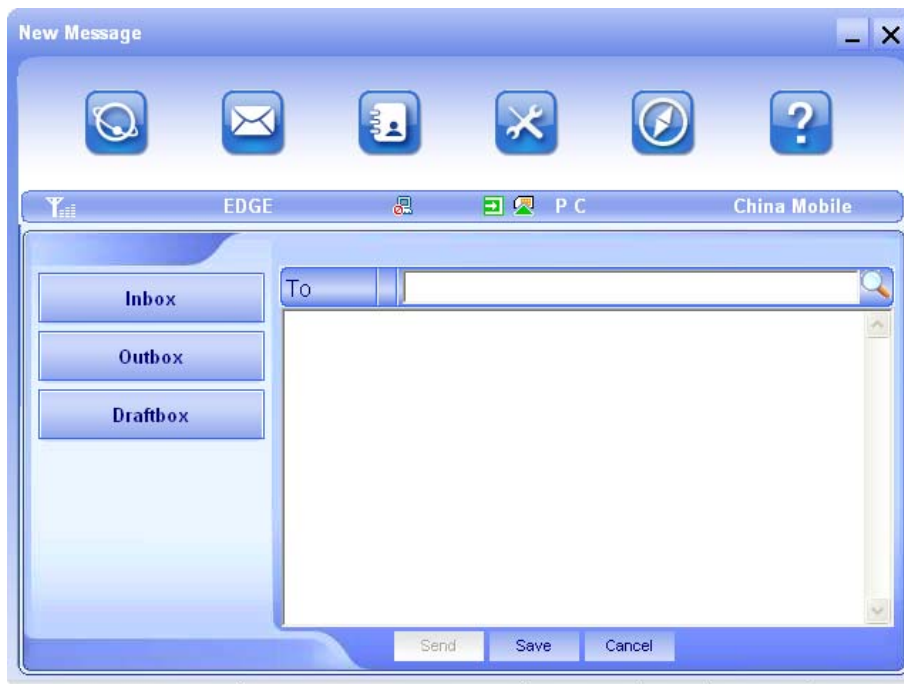 New Message
EDGE P C China Mobile
Inbox
To
Outbox
Draftbox
Send Save Cancel